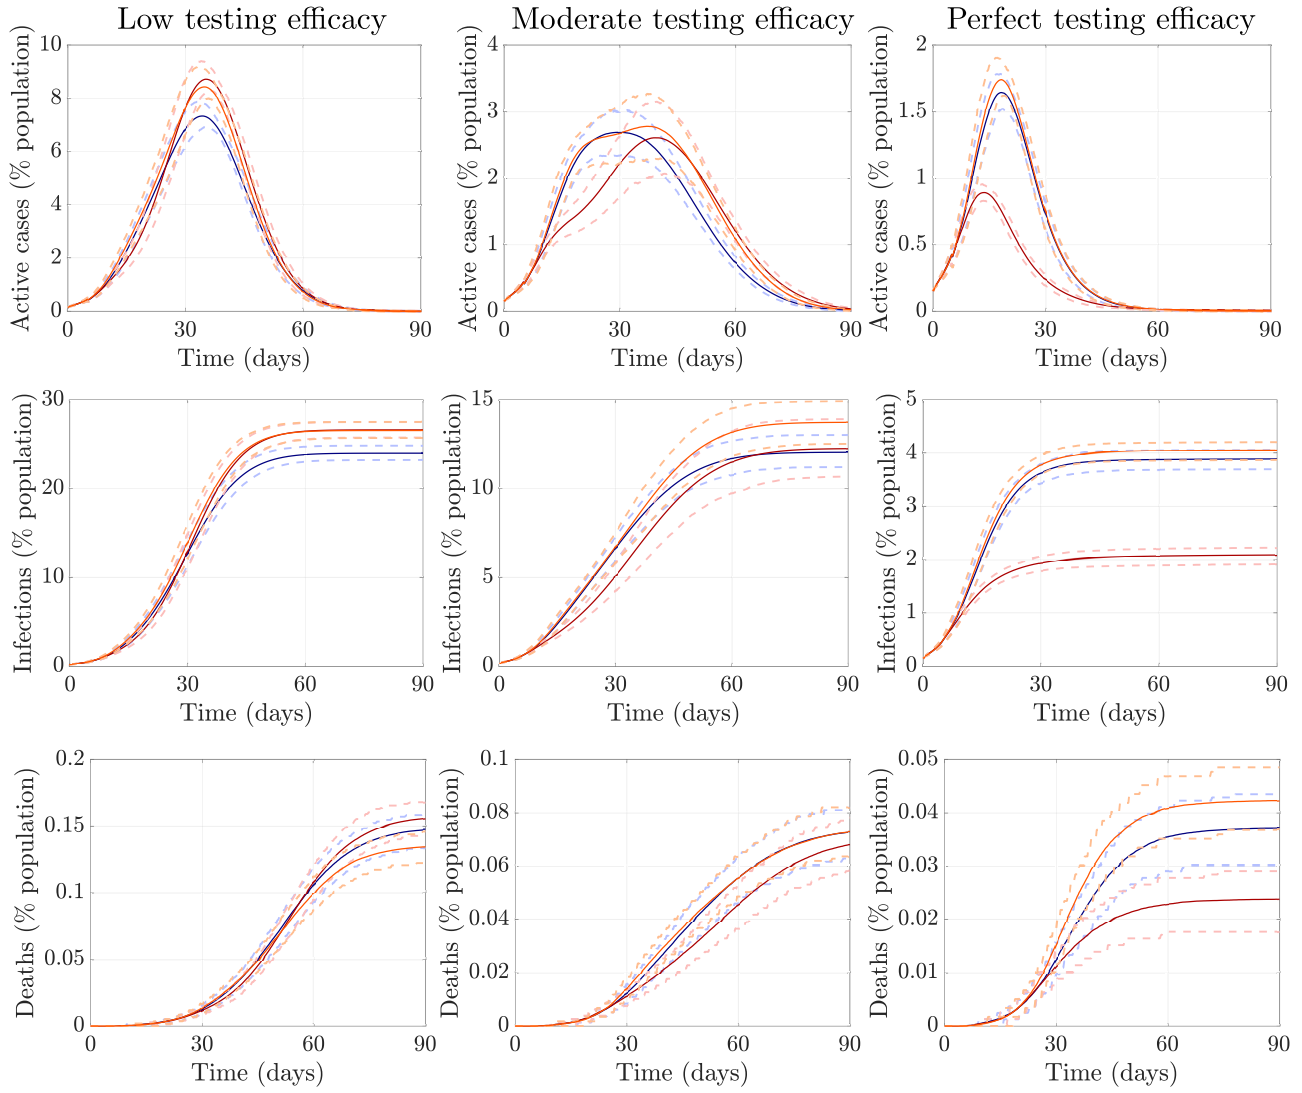 Low testing efficacy
Moderate testing efficacy
Perfect testing efficacy
Active cases (% population)
10
8
6
4
2
0
0 30 60 90
Time (days)
Active cases (% population)
4
3
2
1
0
0 30 60 90
Time (days)
Active cases (% population)
2
1.5
1
0.5
0
0 30 60 90
Time (days)
Infections (% population)
30
20
10
0
0 30 60 90
Time (days)
Infections (% population)
15
10
5
0
0 30 60 90
Time (days)
Infections (% population)
5
4
3
2
1
0
0 30 60 90
Time (days)
Deaths (% population)
0.2
0.15
0.1
0.05
0
0 30 60 90
Time (days)
Deaths (% population)
0.1
0.08
0.06
0.04
0.02
0
0 30 60 90
Time (days)
Deaths (% population)
0.05
0.04
0.03
0.02
0.01
0
0 30 60 90
Time (days)